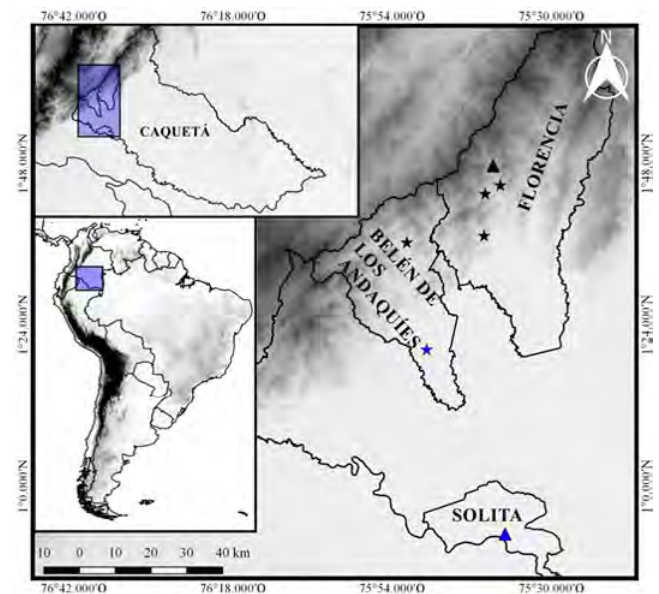 76°42.000'O 76°18.000'O 75°54.000'O 75°30.000'O
N
CAQUETÁ
FLORENCIA
BELÉN DE
LOS
ANDAQUÍES
SOLITA
1°48.000'N 1°48.000'N
1°24.000'N 1°24.000'N
1°0.000'N 1°0.000'N
10 0 10 20 30 40 km
76°42.000'O 76°18.000'O 75°54.000'O 75°30.000'O